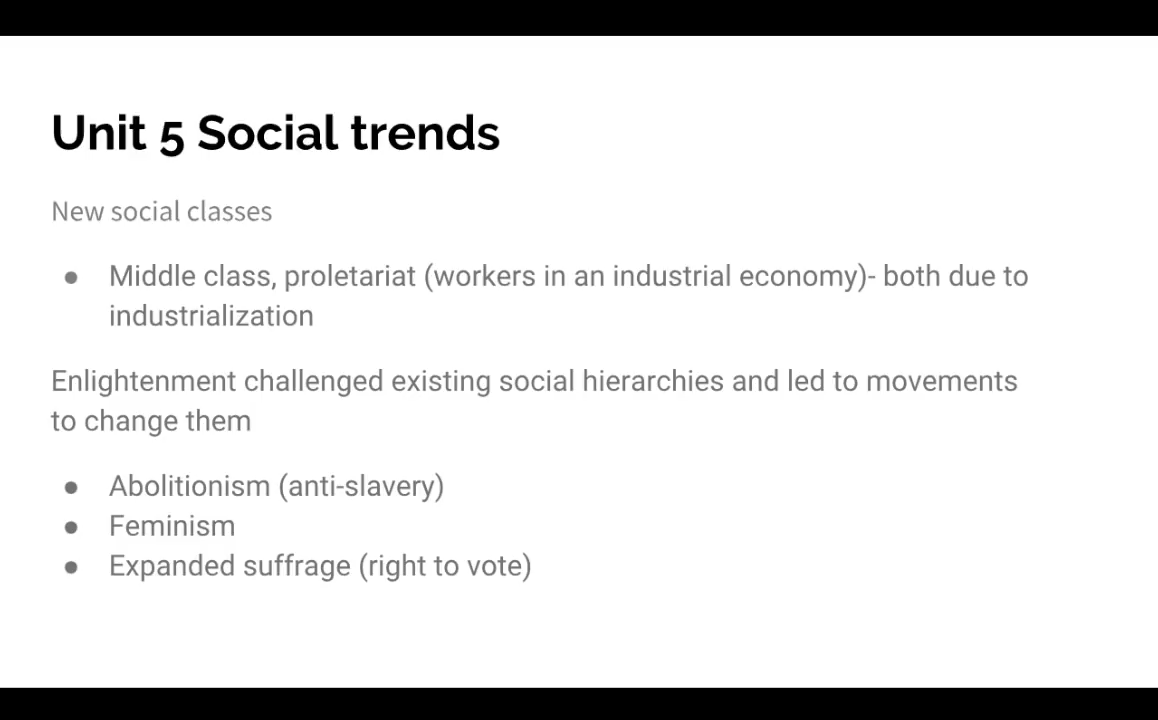 Unit 5 Social trends
New social classes
● Middle class, proletariat (workers in an industrial economy)- both due to
industrialization
Enlightenment challenged existing social hierarchies and led to movements
to change them
● Abolitionism (anti-slavery)
● Feminism
● Expanded suffrage (right to vote)